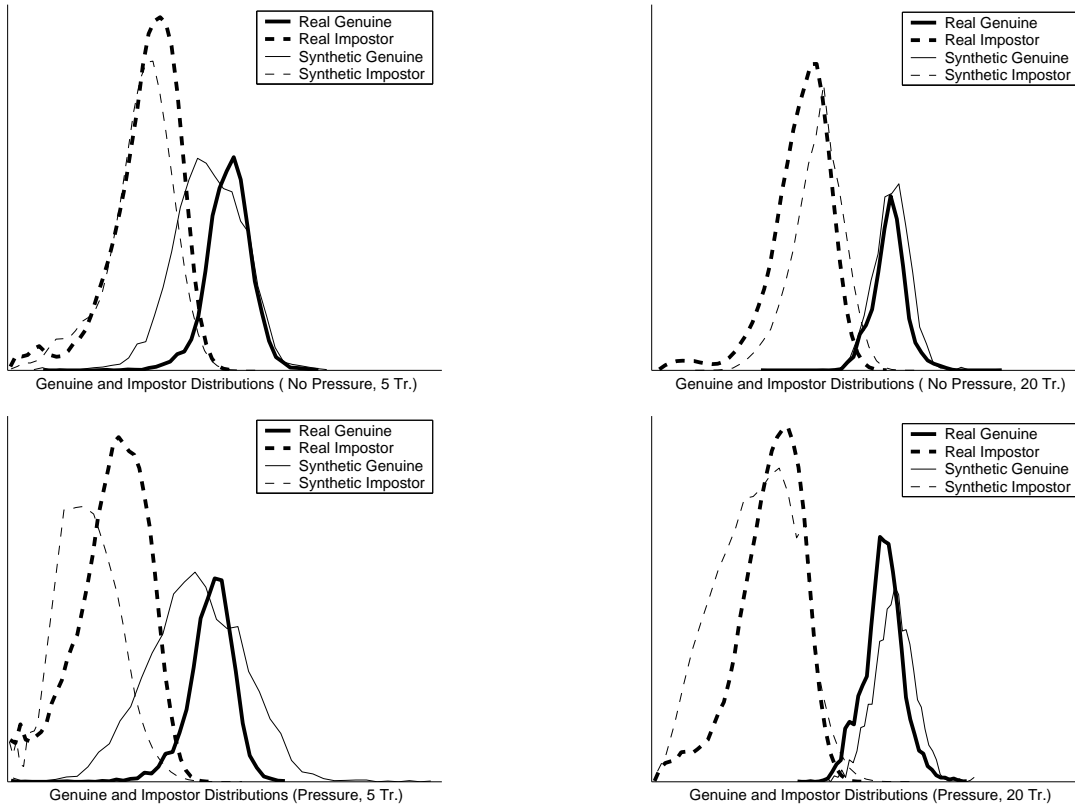 Real Genuine
Real Impostor
Synthetic Genuine
Synthetic Impostor
Genuine and Impostor Distributions ( No Pressure, 5 Tr.)
Real Genuine
Real Impostor
Synthetic Genuine
Synthetic Impostor
Genuine and Impostor Distributions ( No Pressure, 20 Tr.)
Real Genuine
Real Impostor
Synthetic Genuine
Synthetic Impostor
Genuine and Impostor Distributions (Pressure, 5 Tr.)
Real Genuine
Real Impostor
Synthetic Genuine
Synthetic Impostor
Genuine and Impostor Distributions (Pressure, 20 Tr.)